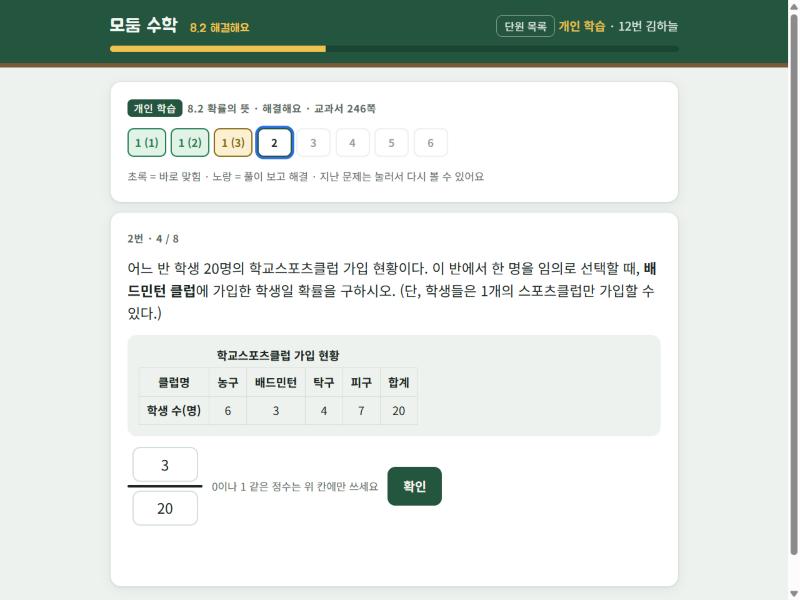 모둠 수학 8.2 해결해요 단원 목록 개인 학습 · 12번 김하늘
개인 학습 8.2 확률의 뜻 · 해결해요 · 교과서 246쪽
1 (1) 1 (2) 1 (3) 2 3 4 5 6
초록 = 바로 맞힘 · 노랑 = 풀이 보고 해결 · 지난 문제는 눌러서 다시 볼 수 있어요
2번 · 4 / 8
어느 반 학생 20명의 학교스포츠클럽 가입 현황이다. 이 반에서 한 명을 임의로 선택할 때, 배
드민턴 클럽에 가입한 학생일 확률을 구하시오. (단, 학생들은 1개의 스포츠클럽만 가입할 수
있다.)
학교스포츠클럽 가입 현황
클럽명 농구 배드민턴 탁구 피구 합계
학생 수(명) 6 3 4 7 20
3
0이나 1 같은 정수는 위 칸에만 쓰세요 확인
20